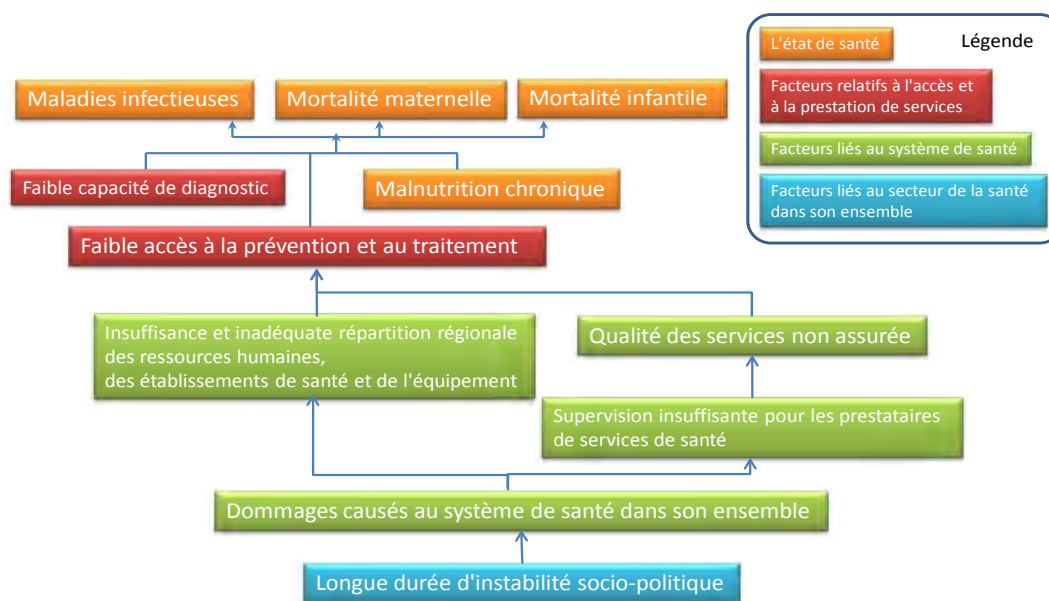 Légende
L'état de santé
Facteurs relatifs à l'accès et
à la prestation de services
Facteurs liés au système de santé
Facteurs liés au secteur de la santé
dans son ensemble
Maladies infectieuses
Mortalité maternelle
Mortalité infantile
Faible capacité de diagnostic
Malnutrition chronique
Faible accès à la prévention et au traitement
Insuffisance et inadéquate répartition régionale
des ressources humaines,
des établissements de santé et de l'équipement
Qualité des services non assurée
Supervision insuffisante pour les prestataires
de services de santé
Dommages causés au système de santé dans son ensemble
Longue durée d'instabilité socio-politique